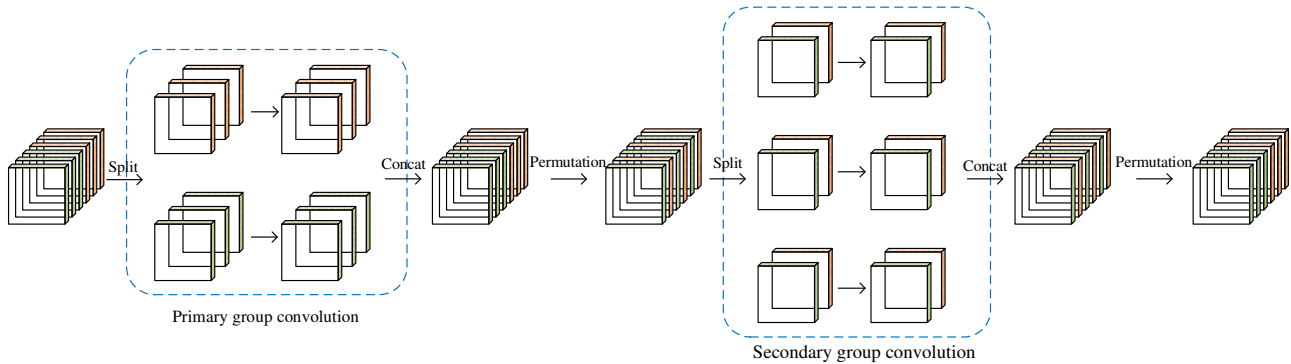 Split
Primary group convolution
Concat
Permutation
Split
Secondary group convolution
Concat
Permutation